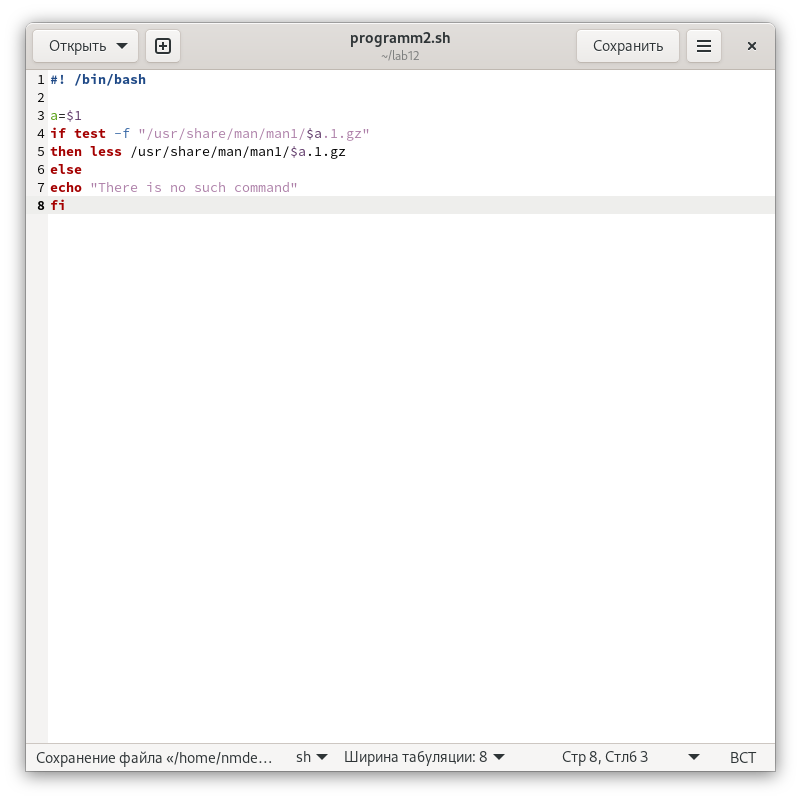 Открыть
programm2.sh
~/lab12
Сохранить
1 #! /bin/bash
2
3 a=$1
4 if test -f "/usr/share/man/man1/$a.1.gz"
5 then less /usr/share/man/man1/$a.1.gz
6 else
7 echo "There is no such command"
8 fi
Сохранение файла «/home/nmde… sh Ширина табуляции: 8 Стр 8, Стлб 3 ВСТ